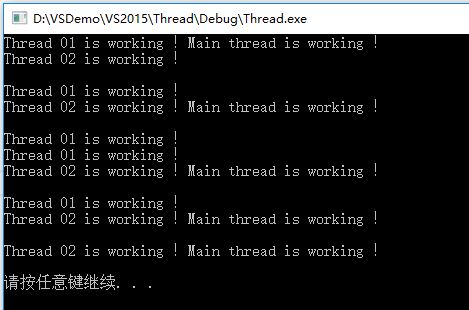 D:\VSDemo\VS2015\Thread\Debug\Thread.exe
Thread 01 is working ! Main thread is working !
Thread 02 is working !
Thread 01 is working !
Thread 02 is working ! Main thread is working !
Thread 01 is working !
Thread 01 is working !
Thread 02 is working ! Main thread is working !
Thread 01 is working !
Thread 02 is working ! Main thread is working !
Thread 02 is working ! Main thread is working !
请按任意键继续. . .